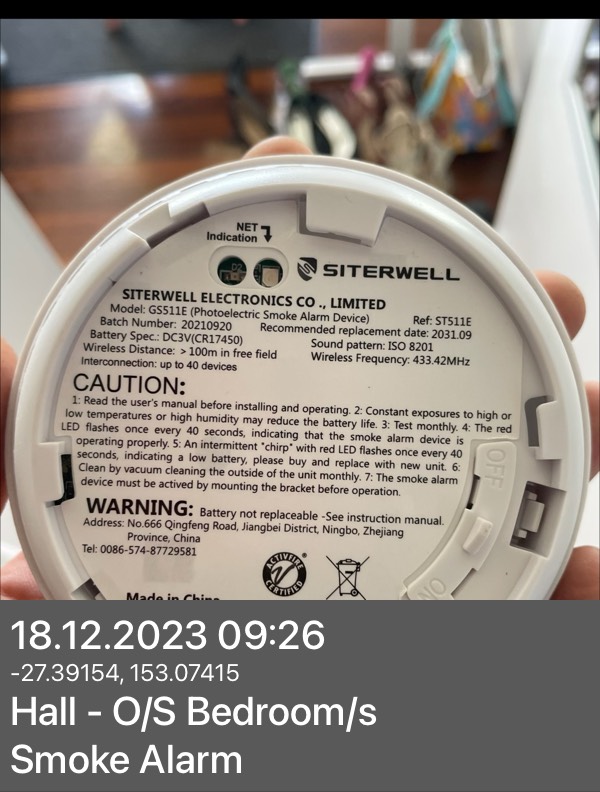 NET
Indication
SITERWELL
SITERWELL ELECTRONICS CO ., LIMITED
Model: GS511E (Photoelectric Smoke Alarm Device) Ref: ST511E
Batch Number: 20210920 Recommended replacement date: 2031.09
Battery Spec.: DC3V(CR17450) Sound pattern: ISO 8201
Wireless Distance: > 100m in free field Wireless Frequency: 433.42MHz
Interconnection: up to 40 devices
CAUTION:
1: Read the user's manual before installing and operating. 2: Constant exposures to high or
low temperatures or high humidity may reduce the battery life. 3: Test monthly. 4: The red
LED flashes once every 40 seconds, indicating that the smoke alarm device is
operating properly. 5: An intermittent "chirp" with red LED flashes once every 40
seconds, indicating a low battery, please buy and replace with new unit. 6:
Clean by vacuum cleaning the outside of the unit monthly. 7: The smoke alarm
device must be actived by mounting the bracket before operation.
OFF
WARNING: Battery not replaceable -See instruction manual.
Address: No.666 Qingfeng Road, Jiangbei District, Ningbo, Zhejiang
Province, China
Tel: 0086-574-87729581
ACTIVFIRE
CERTIFIED
®
ON
Made in China
18.12.2023 09:26
-27.39154, 153.07415
Hall - O/S Bedroom/s
Smoke Alarm